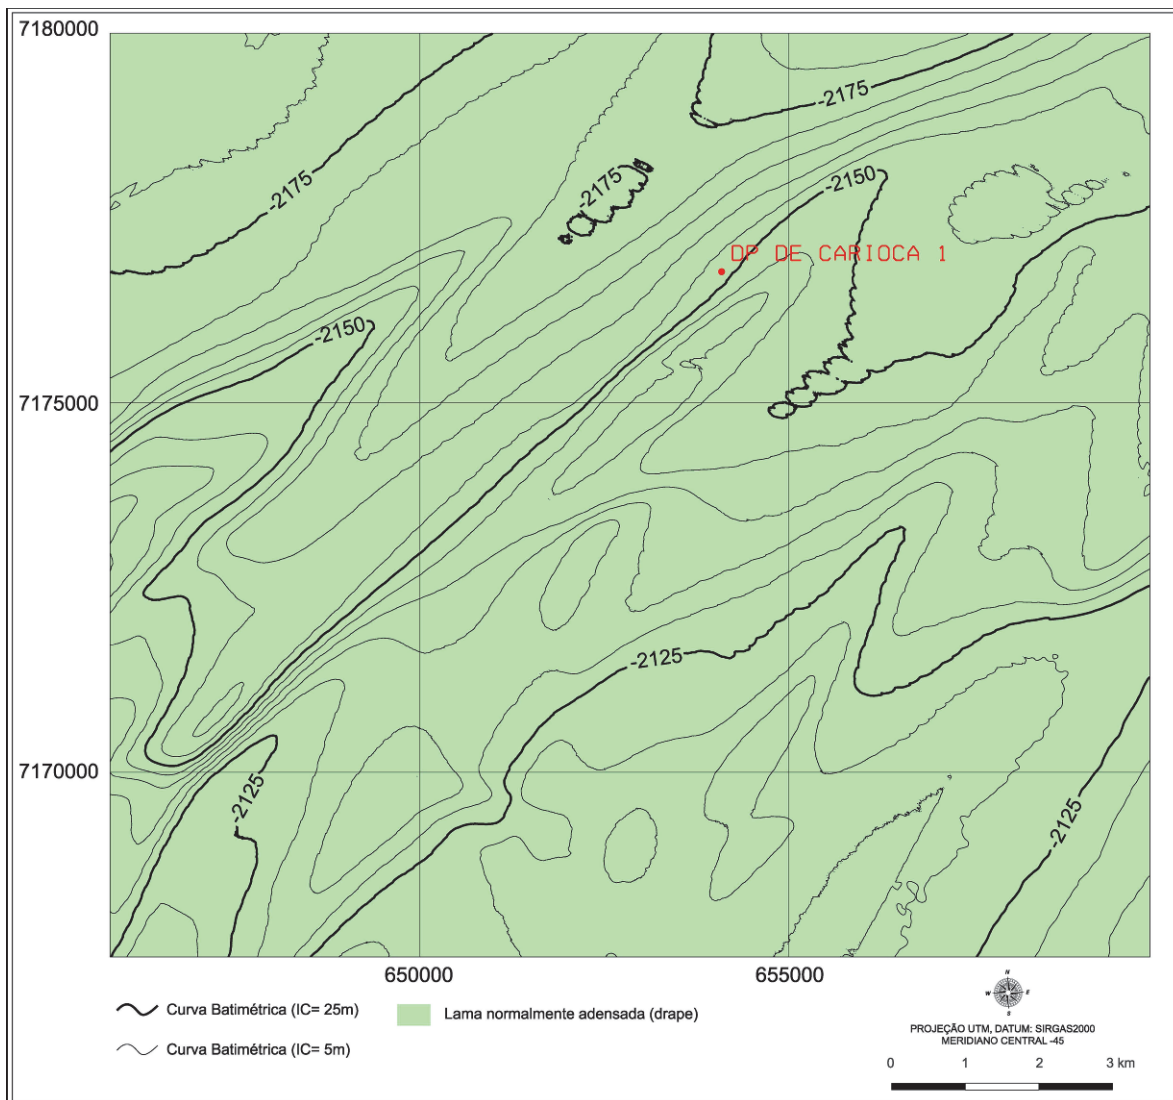 7180000
-2175
-2175
-2175
-2150
DP DE CARIOCA 1
-2150
7175000
-2125
7170000
-2125
-2125
650000
655000
Curva Batimétrica (IC= 25m)
Lama normalmente adensada (drape)
Curva Batimétrica (IC= 5m)
N
W
E
S
PROJEÇÃO UTM, DATUM: SIRGAS2000
MERIDIANO CENTRAL -45
0 1 2 3 km